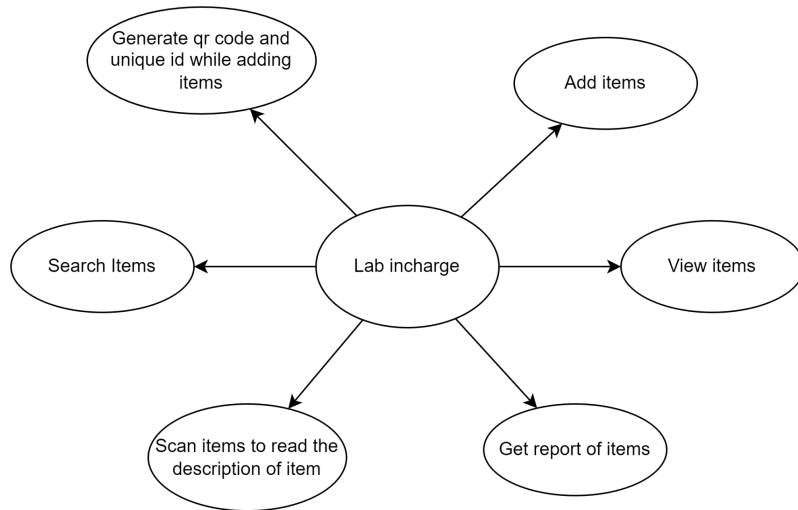 Generate qr code and
unique id while adding
items
Add items
Search Items
Lab incharge
View items
Scan items to read the
description of item
Get report of items